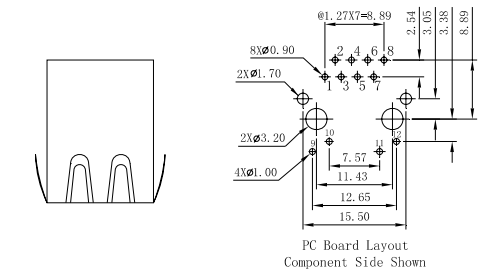 @1.27X7=8.89
2.54
3.05
3.38
8.89
8Xø0.90
2 4 6 8
2Xø1.70
1 3 5 7
2Xø3.20
10
12
9
11
7.57
4Xø1.00
11.43
12.65
15.50
PC Board Layout
Component Side Shown